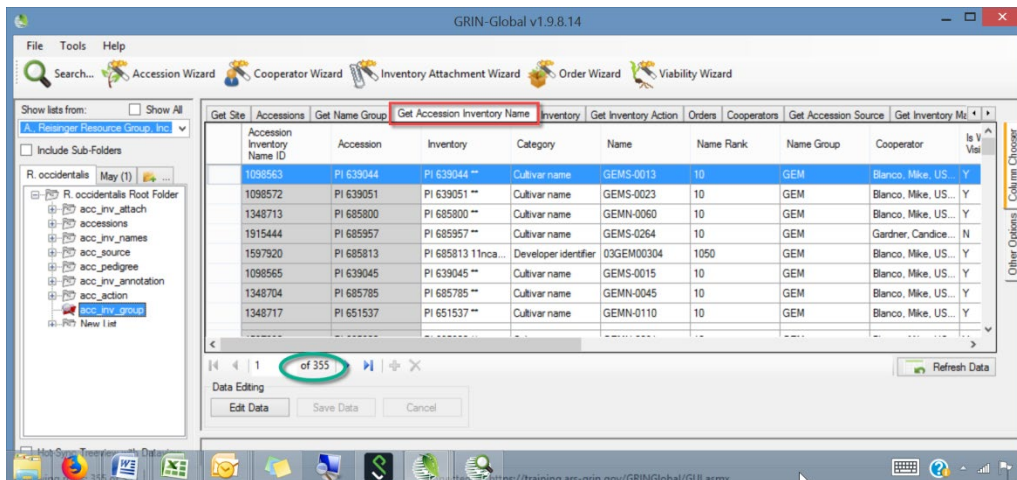 GRIN-Global v1.9.8.14
File Tools Help
Search... Accession Wizard Cooperator Wizard Inventory Attachment Wizard Order Wizard Viability Wizard
Show lists from: Show All
A., Reisinger Resource Group, Inc.
Include Sub-Folders
R. occidentalis May (1) ...
R. occidentalis Root Folder
acc_inv_attach
accessions
acc_inv_names
acc_source
acc_pedigree
acc_inv_annotation
acc_action
acc_inv_group
New List
Get Site Accessions Get Name Group Get Accession Inventory Name Inventory Get Inventory Action Orders Cooperators Get Accession Source Get Inventory Ma
Accession Inventory Name ID Accession Inventory Category Name Name Rank Name Group Cooperator Is V Visi
1098563 PI 639044 PI 639044 ** Cultivar name GEMS-0013 10 GEM Blanco, Mike, US... Y
1098572 PI 639051 PI 639051 ** Cultivar name GEMS-0023 10 GEM Blanco, Mike, US... Y
1348713 PI 685800 PI 685800 ** Cultivar name GEMN-0060 10 GEM Blanco, Mike, US... Y
1915444 PI 685957 PI 685957 ** Cultivar name GEMS-0264 10 GEM Gardner, Candice... N
1597920 PI 685813 PI 685813 11nca... Developer identifier 03GEM00304 1050 GEM Blanco, Mike, US... Y
1098565 PI 639045 PI 639045 ** Cultivar name GEMS-0015 10 GEM Blanco, Mike, US... Y
1348704 PI 685785 PI 685785 ** Cultivar name GEMN-0045 10 GEM Blanco, Mike, US... Y
1348717 PI 651537 PI 651537 ** Cultivar name GEMN-0110 10 GEM Blanco, Mike, US... Y
1 of 355
Refresh Data
Data Editing
Edit Data Save Data Cancel
Column Chooser
Other Options